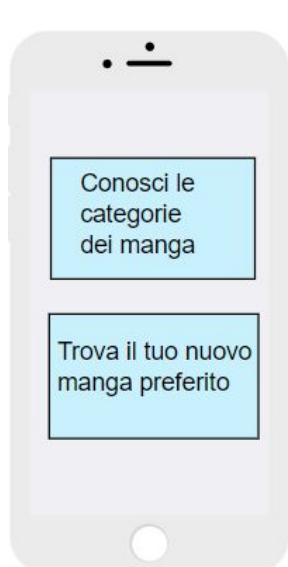 Conosci le
categorie
dei manga
Trova il tuo nuovo
manga preferito